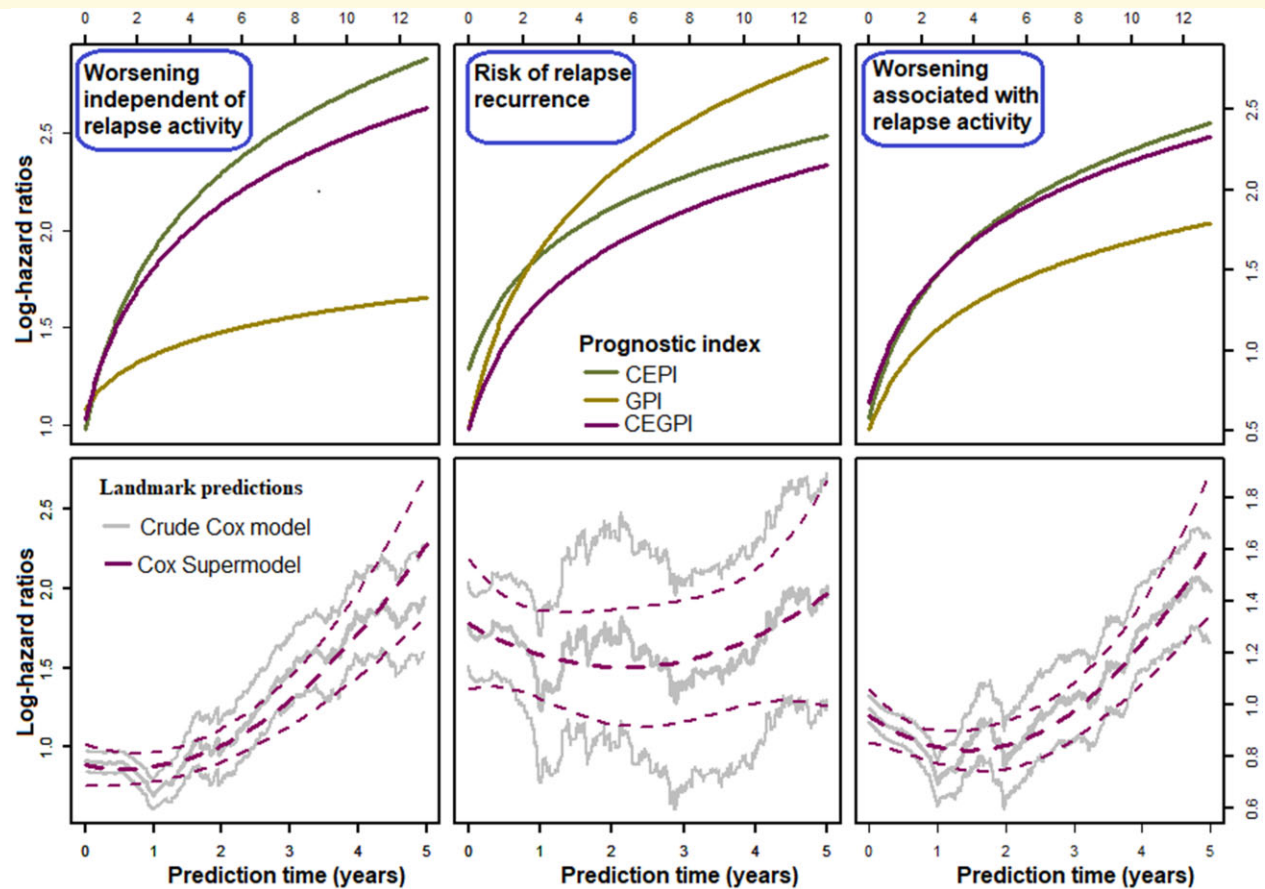 0 2 4 6 8 10 12
0 2 4 6 8 10 12
0 2 4 6 8 10 12
Log-hazard ratios
1.0 1.5 2.0 2.5
Worsening
independent of
relapse activity
Risk of relapse
recurrence
Prognostic index
CEPI
GPI
CEGPI
Worsening
associated with
relapse activity
0.5 1.0 1.5 2.0 2.5
Log-hazard ratios
1.0 1.5 2.0 2.5
Landmark predictions
Crude Cox model
Cox Supermodel
0.6 0.8 1.0 1.2 1.4 1.6 1.8
0 1 2 3 4 5
0 1 2 3 4 5
0 1 2 3 4 5
Prediction time (years)
Prediction time (years)
Prediction time (years)